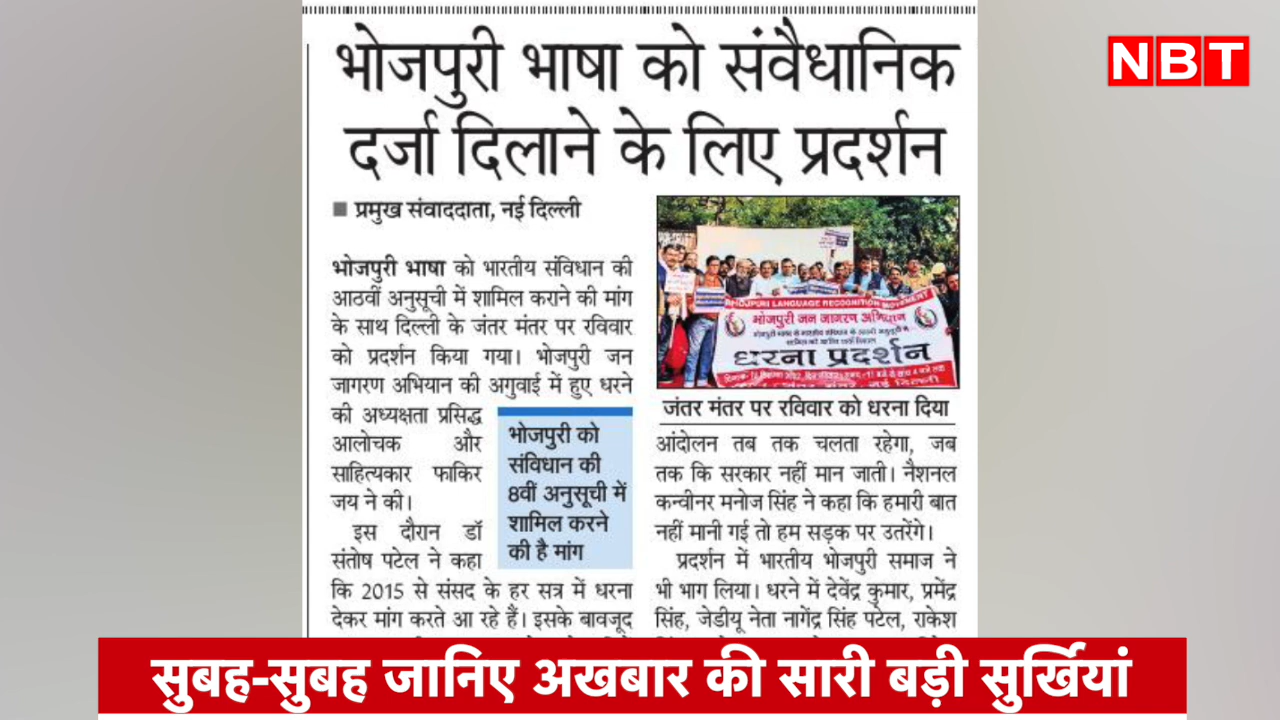 भोजपुरी भाषा को संवैधानिक
दर्जा दिलाने के लिए प्रदर्शन
NBT
■ प्रमुख संवाददाता, नई दिल्ली
भोजपुरी भाषा को भारतीय संविधान की
आठवीं अनुसूची में शामिल कराने की मांग
के साथ दिल्ली के जंतर मंतर पर रविवार
को प्रदर्शन किया गया। भोजपुरी जन
जागरण अभियान की अगुवाई में हुए धरने
की अध्यक्षता प्रसिद्ध
आलोचक और
साहित्यकार फाकिर
जय ने की।
इस दौरान डॉ
संतोष पटेल ने कहा
कि 2015 से संसद के हर सत्र में धरना
देकर मांग करते आ रहे हैं। इसके बावजूद
भोजपुरी को
संविधान की
8वीं अनुसूची में
शामिल करने
की है मांग
BHOJPURI LANGUAGE RECOGNITION MOVEMENT
भोजपुरी जन जागरण अभियान
धरना प्रदर्शन
जंतर मंतर पर रविवार को धरना दिया
आंदोलन तब तक चलता रहेगा, जब
तक कि सरकार नहीं मान जाती। नैशनल
कन्वीनर मनोज सिंह ने कहा कि हमारी बात
नहीं मानी गई तो हम सड़क पर उतरेंगे।
प्रदर्शन में भारतीय भोजपुरी समाज ने
भी भाग लिया। धरने में देवेंद्र कुमार, प्रमेंद्र
सिंह, जेडीयू नेता नागेंद्र सिंह पटेल, राकेश
सुबह-सुबह जानिए अखबार की सारी बड़ी सुर्खियां